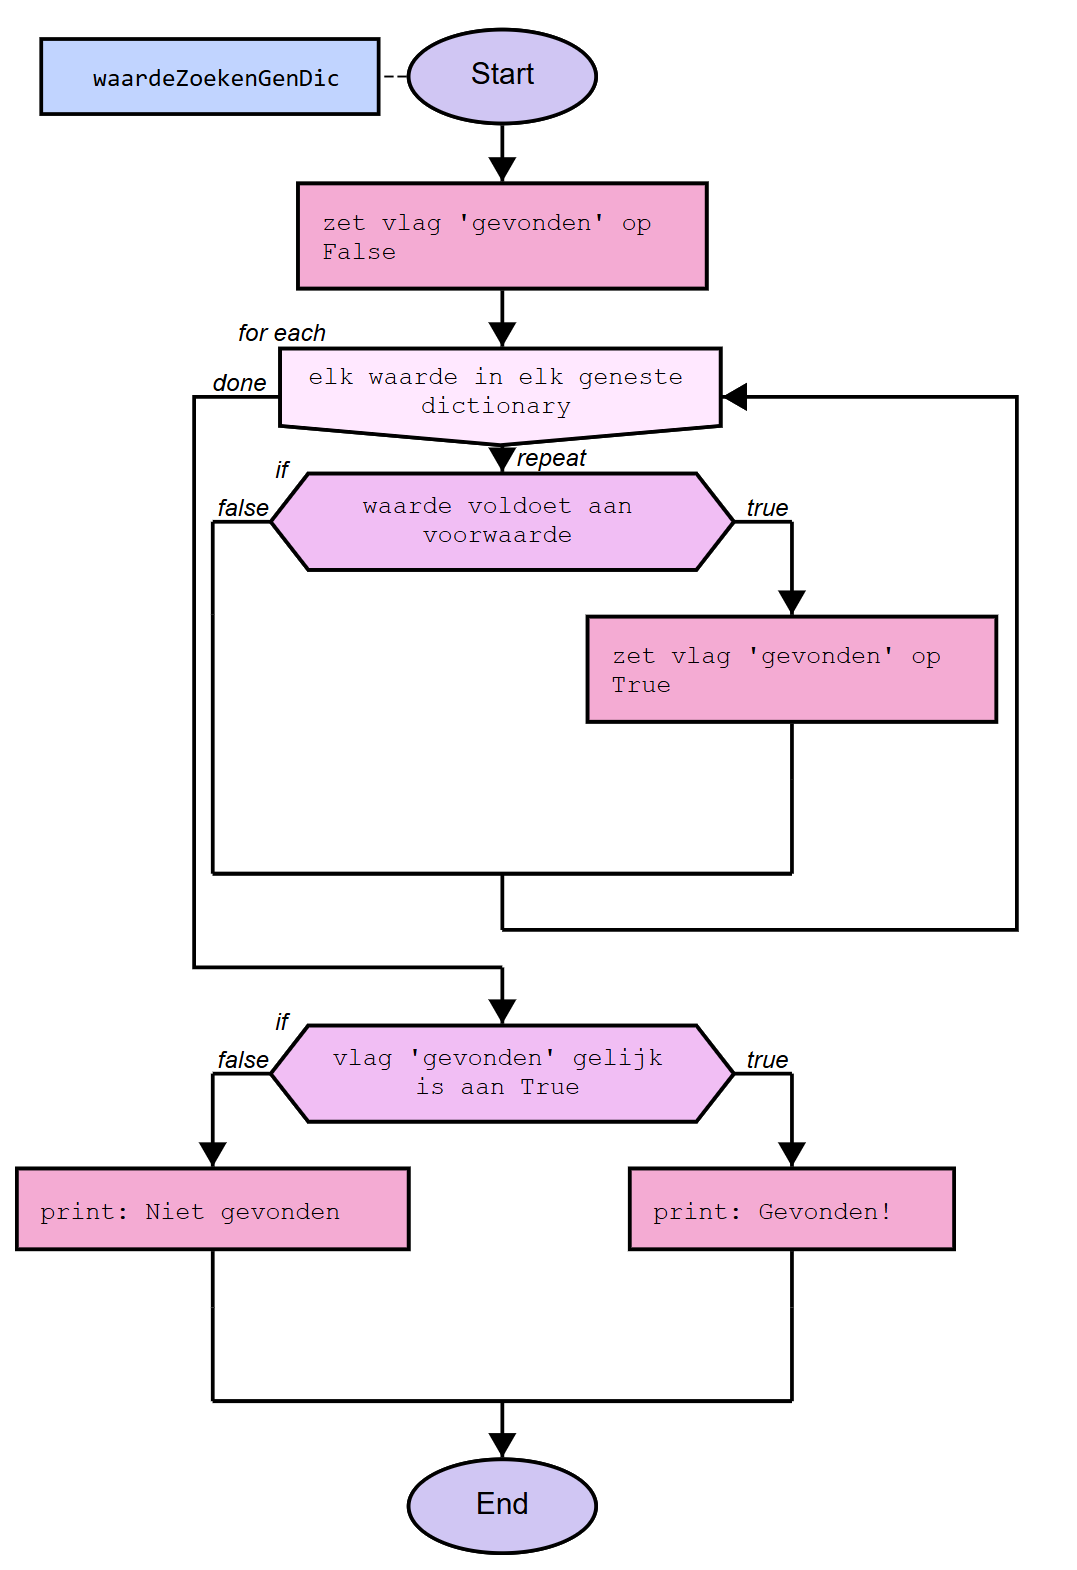 waardeZoekenGenDic
Start
zet vlag 'gevonden' op
False
for each
done
elk waarde in elk geneste
dictionary
repeat
if
false
waarde voldoet aan
voorwaarde
true
zet vlag 'gevonden' op
True
if
false
vlag 'gevonden' gelijk
is aan True
true
print: Niet gevonden
print: Gevonden!
End